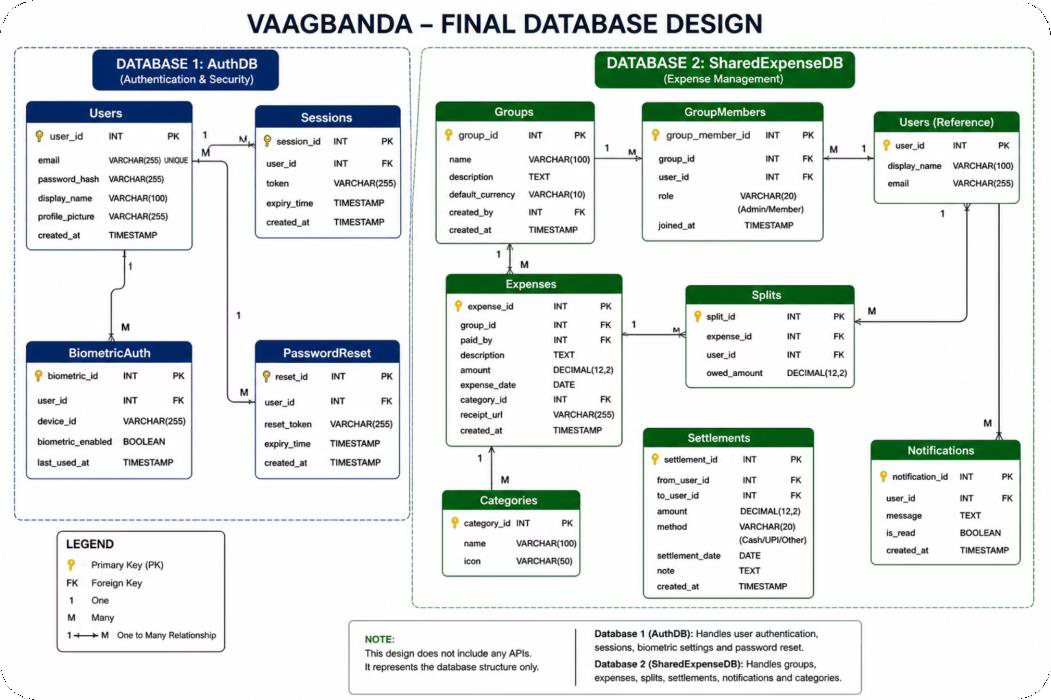 VAAGBANDA – FINAL DATABASE DESIGN
DATABASE 1: AuthDB
(Authentication & Security)
Users
user_id INT PK
email VARCHAR(255) UNIQUE
password_hash VARCHAR(255)
display_name VARCHAR(100)
profile_picture VARCHAR(255)
created_at TIMESTAMP
1
M
M
Sessions
session_id INT PK
user_id INT FK
token VARCHAR(255)
expiry_time TIMESTAMP
created_at TIMESTAMP
1
M
1
M
BiometricAuth
biometric_id INT PK
user_id INT FK
device_id VARCHAR(255)
biometric_enabled BOOLEAN
last_used_at TIMESTAMP
PasswordReset
reset_id INT PK
user_id INT FK
reset_token VARCHAR(255)
expiry_time TIMESTAMP
created_at TIMESTAMP
DATABASE 2: SharedExpenseDB
(Expense Management)
Groups
group_id INT PK
name VARCHAR(100)
description TEXT
default_currency VARCHAR(10)
created_by INT FK
created_at TIMESTAMP
1
M
GroupMembers
group_member_id INT PK
group_id INT FK
user_id INT FK
role VARCHAR(20)
(Admin/Member)
joined_at TIMESTAMP
M
1
Users (Reference)
user_id INT PK
display_name VARCHAR(100)
email VARCHAR(255)
1
1
M
Expenses
expense_id INT PK
group_id INT FK
paid_by INT FK
description TEXT
amount DECIMAL(12,2)
expense_date DATE
category_id INT FK
receipt_url VARCHAR(255)
created_at TIMESTAMP
1
M
Splits
split_id INT PK
expense_id INT FK
user_id INT FK
owed_amount DECIMAL(12,2)
M
1
M
Categories
category_id INT PK
name VARCHAR(100)
icon VARCHAR(50)
Settlements
settlement_id INT PK
from_user_id INT FK
to_user_id INT FK
amount DECIMAL(12,2)
method VARCHAR(20)
(Cash/UPI/Other)
settlement_date DATE
note TEXT
created_at TIMESTAMP
M
Notifications
notification_id INT PK
user_id INT FK
message TEXT
is_read BOOLEAN
created_at TIMESTAMP
LEGEND
Primary Key (PK)
FK Foreign Key
1 One
M Many
1 M One to Many Relationship
NOTE:
This design does not include any APIs.
It represents the database structure only.
Database 1 (AuthDB): Handles user authentication,
sessions, biometric settings and password reset.
Database 2 (SharedExpenseDB): Handles groups,
expenses, splits, settlements, notifications and categories.